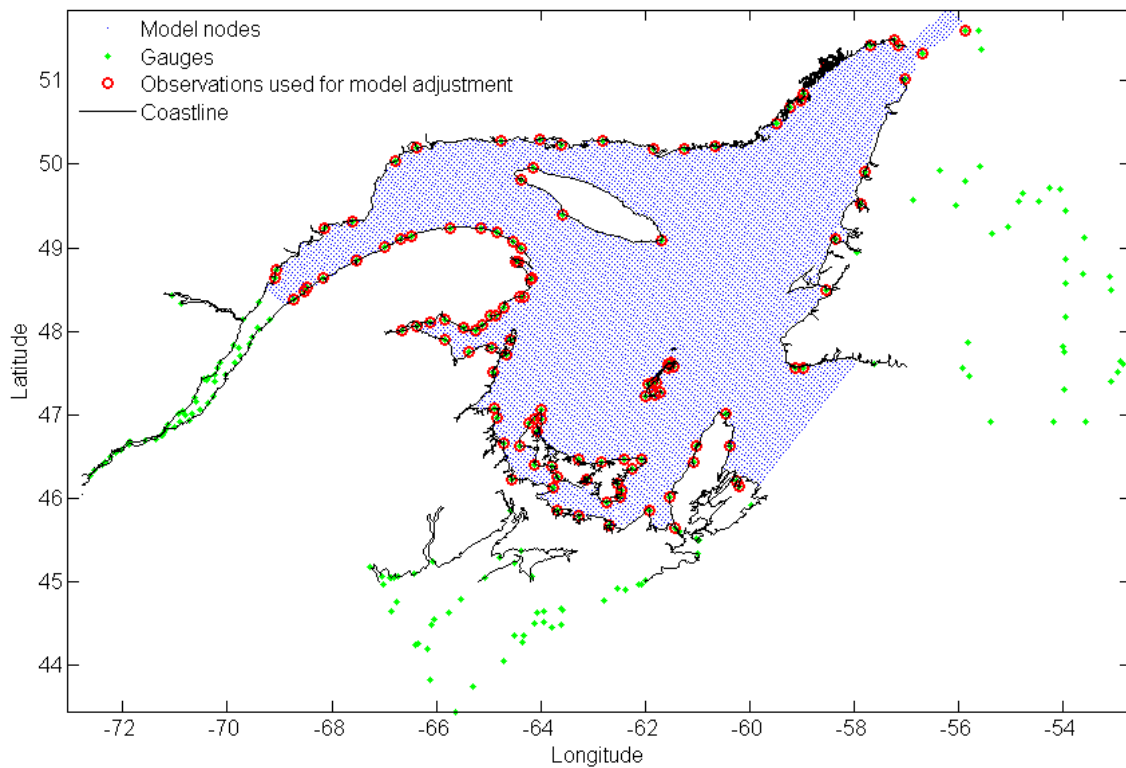 Model nodes
Gauges
Observations used for model adjustment
Coastline
51
50
49
48
47
46
45
44
Latitude
-72 -70 -68 -66 -64 -62 -60 -58 -56 -54
Longitude